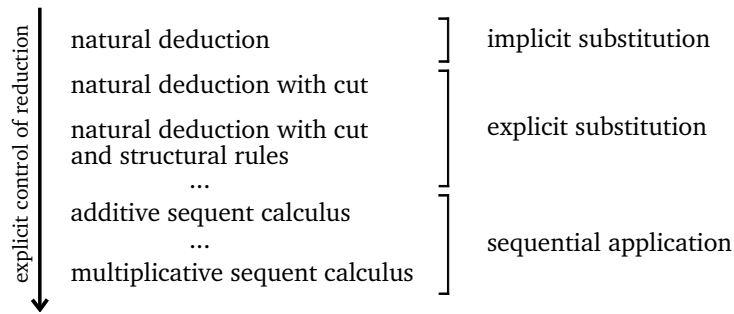 explicit control of reduction
natural deduction
implicit substitution
natural deduction with cut
natural deduction with cut
and structural rules
explicit substitution
...
additive sequent calculus
...
sequential application
multiplicative sequent calculus